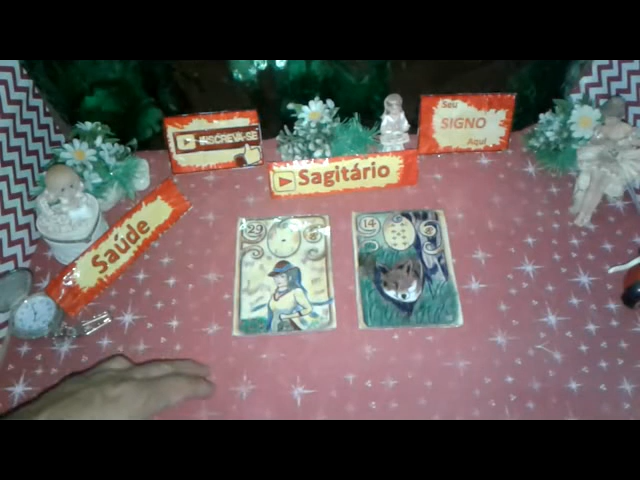 INSCREVA-SE
Seu
SIGNO
Aqui
Sagitário
Saúde
29
14